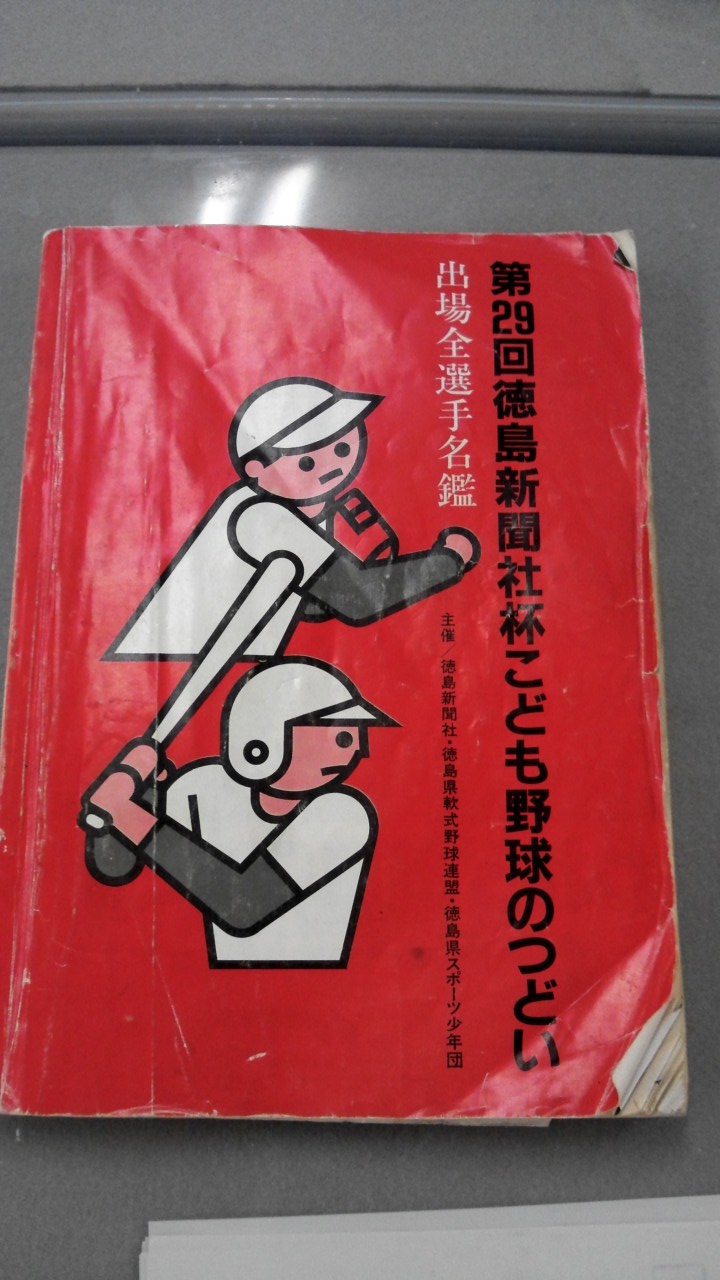 第29回徳島新聞社杯こども野球のつどい
出場全選手名鑑
主催／徳島新聞社・徳島県軟式野球連盟・徳島県スポーツ少年団